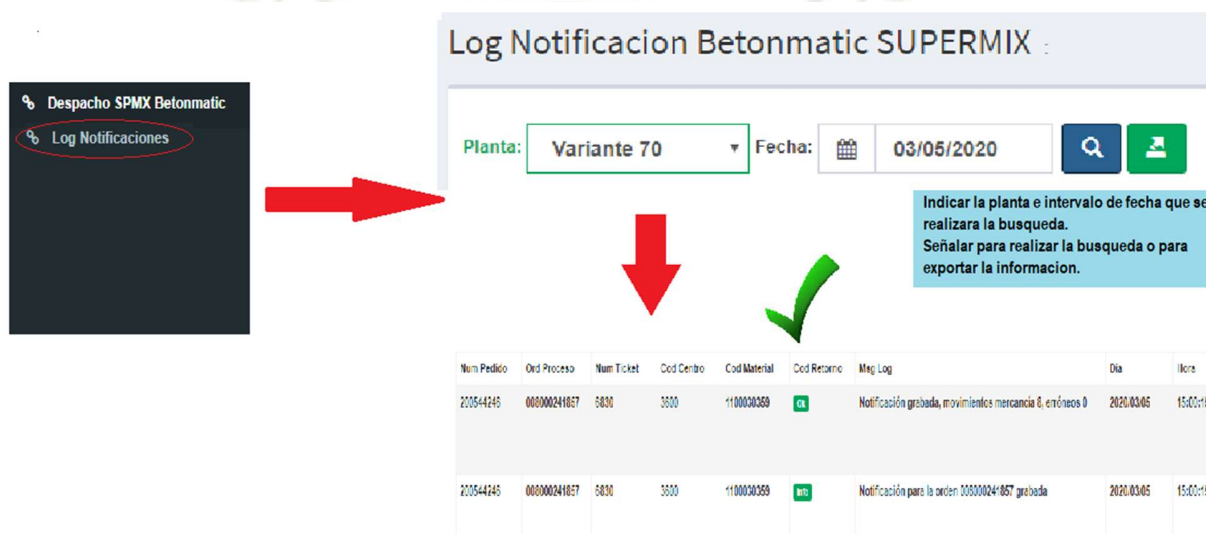 Log Notificacion Betonmatic SUPERMIX :
Despacho SPMX Betonmatic
Log Notificaciones
Planta: Variante 70 Fecha: 03/05/2020
Indicar la planta e intervalo de fecha que se
realizara la busqueda.
Señalar para realizar la busqueda o para
exportar la informacion.
Num Pedido Ord Proceso Num Ticket Cod Centro Cod Material Cod Retorno Msg Log Dia Hora
200544246 008000241857 6830 3600 1100030359 Ok Notificación grabada, movimientos mercancia 8, erróneos 0 2020/03/05
200544246 008000241857 6830 3600 1100030359 Info Notificación para la orden 008000241857 grabada 2020/03/05